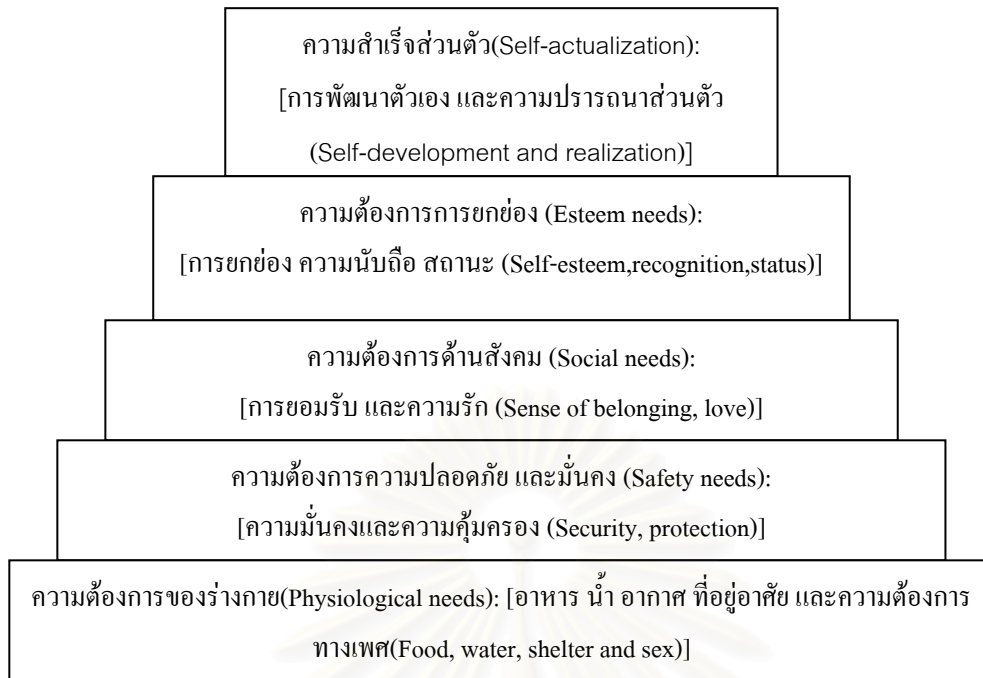 ความสำเร็จส่วนตัว(Self-actualization):
[การพัฒนาตัวเอง และความปรารถนาส่วนตัว
(Self-development and realization)]
ความต้องการการยกย่อง (Esteem needs):
[การยกย่อง ความนับถือ สถานะ (Self-esteem,recognition,status)]
ความต้องการด้านสังคม (Social needs):
[การยอมรับ และความรัก (Sense of belonging, love)]
ความต้องการความปลอดภัย และมั่นคง (Safety needs):
[ความมั่นคงและความคุ้มครอง (Security, protection)]
ความต้องการของร่างกาย(Physiological needs): [อาหาร น้ำ อากาศ ที่อยู่อาศัย และความต้องการ
ทางเพศ(Food, water, shelter and sex)]